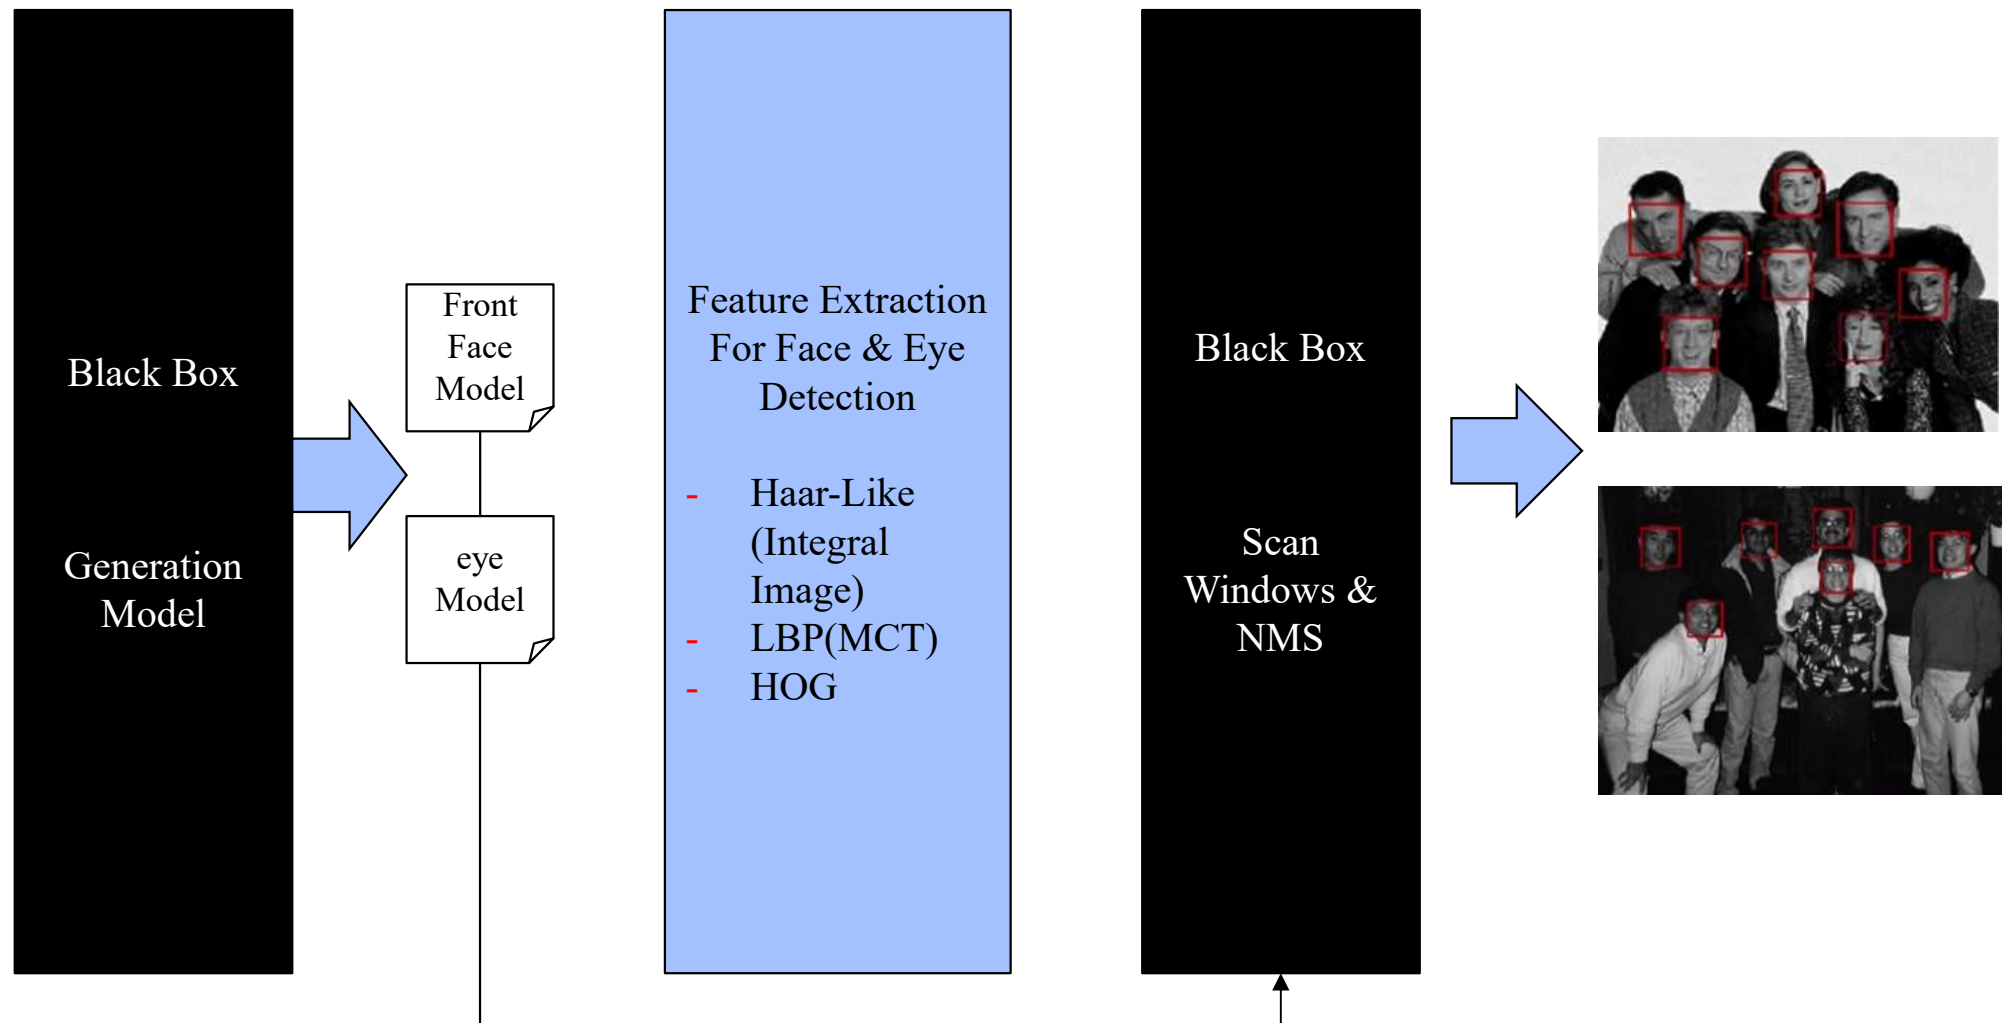 Black Box
Generation
Model
Front
Face
Model
eye
Model
Feature Extraction
For Face & Eye
Detection
- Haar-Like
(Integral
Image)
- LBP(MCT)
- HOG
Black Box
Scan
Windows &
NMS